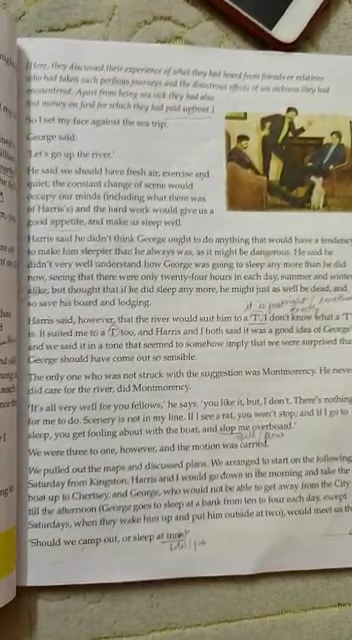 [Here, they discussed their experience of what they had heard from friends or relatives
who had taken such perilous journeys and the disastrous effects of sea sickness they had
encountered. Apart from being sea sick they had also
lost money on food for which they had paid upfront.]
So I set my face against the sea trip.
George said:
'Let's go up the river.'
He said we should have fresh air, exercise and
quiet; the constant change of scene would
occupy our minds (including what there was
of Harris's) and the hard work would give us a
good appetite, and make us sleep well.
Harris said he didn't think George ought to do anything that would have a tendency
to make him sleepier than he always was, as it might be dangerous. He said he
didn't very well understand how George was going to sleep any more than he did
now, seeing that there were only twenty-four hours in each day, summer and winter
alike; but thought that if he did sleep any more, he might just as well be dead, and
so save his board and lodging.
it is just right
Harris said, however, that the river would suit him to a 'T'. I don't know what a 'T'
is. It suited me to a 'T' too, and Harris and I both said it was a good idea of George's
and we said it in a tone that seemed to somehow imply that we were surprised that
George should have come out so sensible.
The only one who was not struck with the suggestion was Montmorency. He never
did care for the river, did Montmorency.
'It's all very well for you fellows,' he says, 'you like it, but, I don't. There's nothing
for me to do. Scenery is not in my line. If I see a rat, you won't stop; and if I go to
sleep, you get fooling about with the boat, and slop me overboard.'
We were three to one, however, and the motion was carried.
We pulled out the maps and discussed plans. We arranged to start on the following
Saturday from Kingston. Harris and I would go down in the morning and take the
boat up to Chertsey, and George, who would not be able to get away from the City
till the afternoon (George goes to sleep at a bank from ten to four each day, except
Saturdays, when they wake him up and put him outside at two), would meet us th
'Should we camp out, or sleep at inns?'